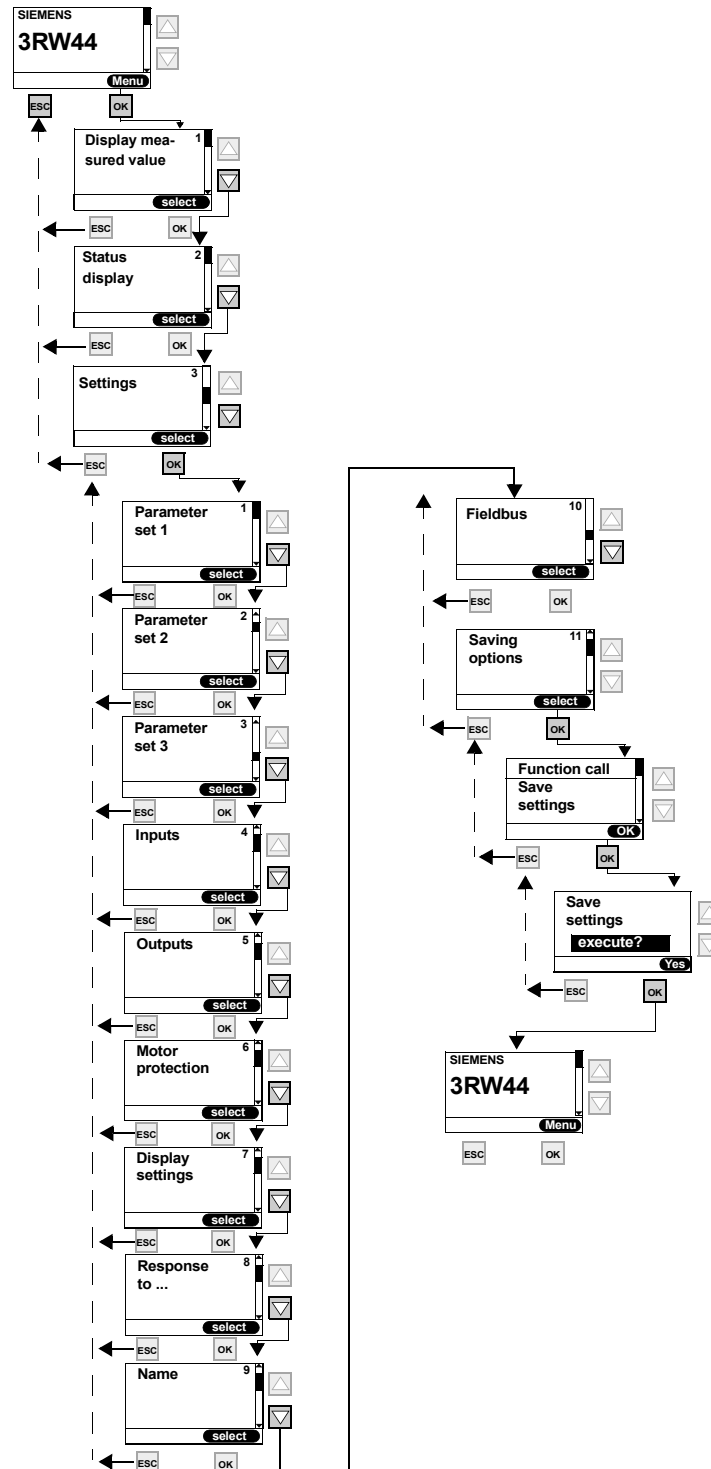 SIEMENS
3RW44
Menu
ESC
OK
Display mea-
sured value
1
select
ESC
OK
Status
display
2
select
ESC
OK
Settings
3
select
ESC
OK
Parameter
set 1
1
select
ESC
OK
Parameter
set 2
2
select
ESC
OK
Parameter
set 3
3
select
ESC
OK
Inputs
4
select
ESC
OK
Outputs
5
select
ESC
OK
Motor
protection
6
select
ESC
OK
Display
settings
7
select
ESC
OK
Response
to ...
8
select
ESC
OK
Name
9
select
ESC
OK
Fieldbus
10
select
ESC
OK
Saving
options
11
select
ESC
OK
Function call
Save
settings
OK
ESC
OK
Save
settings
execute?
Yes
ESC
OK
SIEMENS
3RW44
Menu
ESC
OK